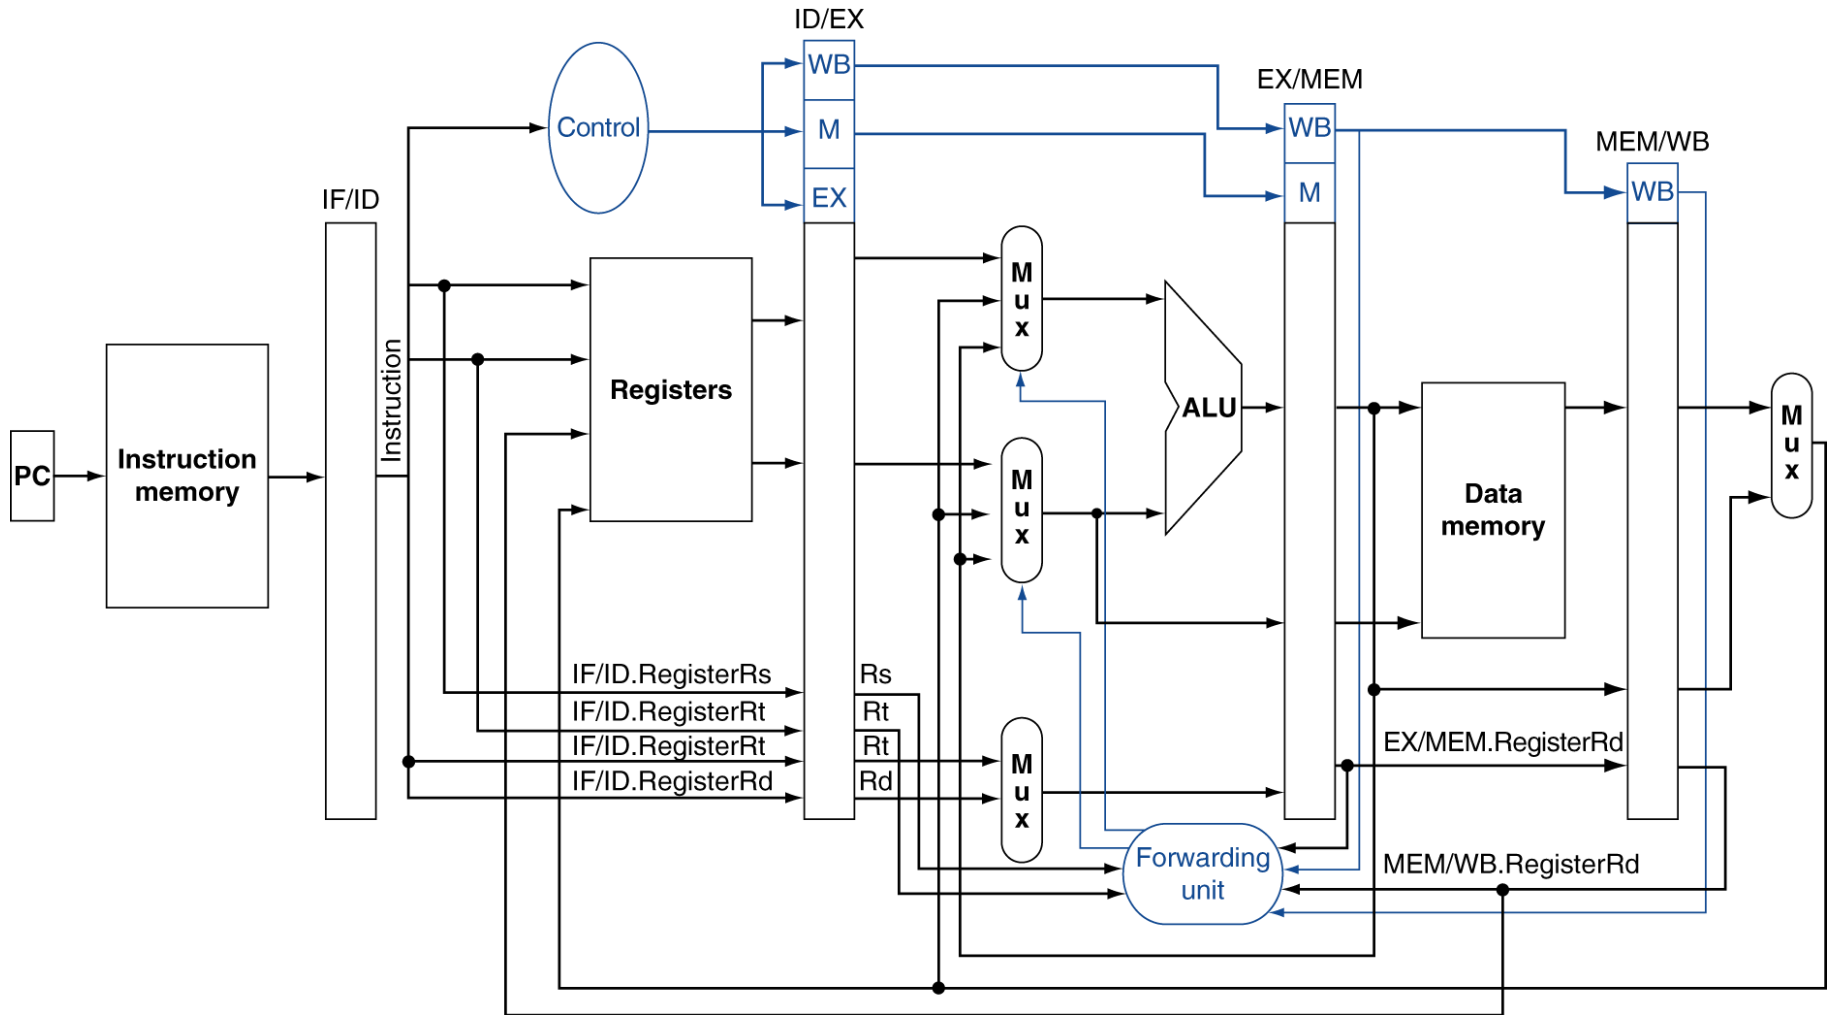 ID/EX
WB
Control
M
EX
EX/MEM
WB
M
MEM/WB
WB
IF/ID
PC
Instruction
memory
Instruction
Registers
M
u
x
M
u
x
ALU
Data
memory
M
u
x
IF/ID.RegisterRs
Rs
IF/ID.RegisterRt
Rt
IF/ID.RegisterRt
Rt
IF/ID.RegisterRd
Rd
M
u
x
EX/MEM.RegisterRd
Forwarding
unit
MEM/WB.RegisterRd